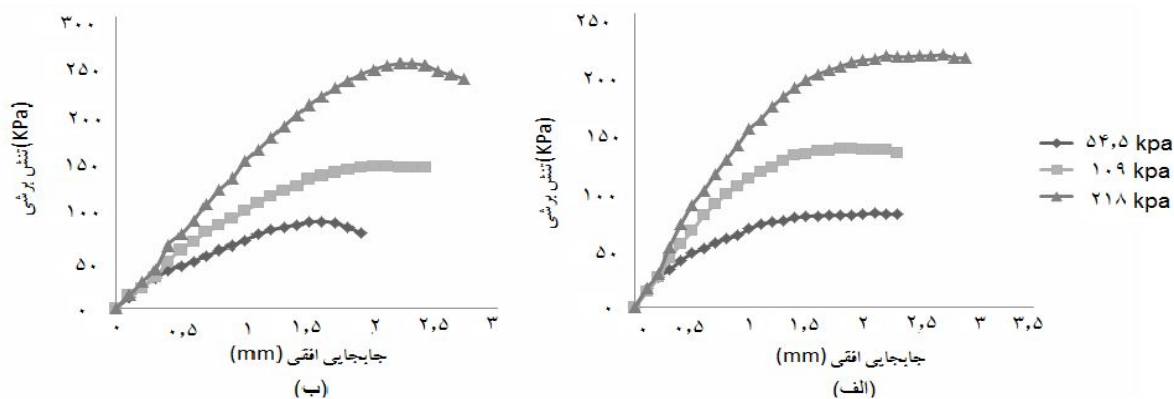 ۳۰۰
۲۵۰
۲۰۰
۱۵۰
۱۰۰
۵۰
۰
تنش برشی (KPa)
۰ ۰٫۵ ۱ ۱٫۵ ۲ ۲٫۵ ۳
جابجایی افقی (mm)
(ب)
۲۵۰
۲۰۰
۱۵۰
۱۰۰
۵۰
۰
تنش برشی (KPa)
۰ ۰٫۵ ۱ ۱٫۵ ۲ ۲٫۵ ۳ ۳٫۵
جابجایی افقی (mm)
(الف)
۵۴٫۵ kpa
۱۰۹ kpa
۲۱۸ kpa